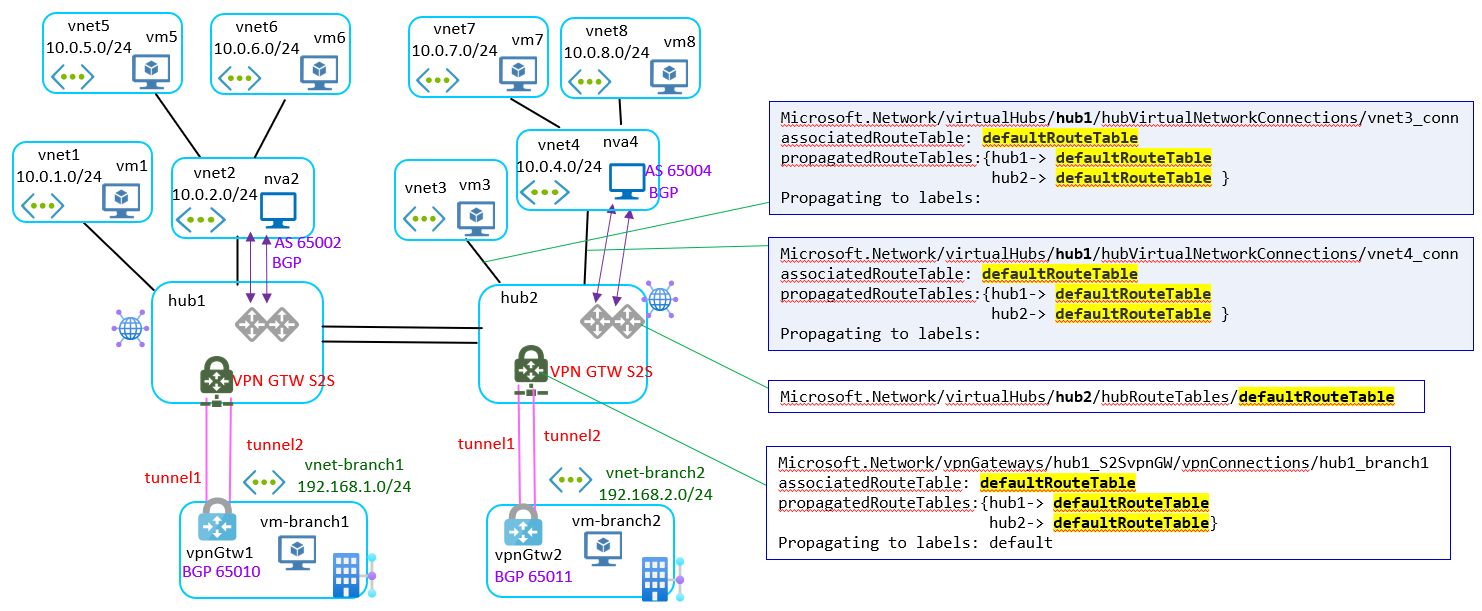 vnet5
10.0.5.0/24
vm5
vnet6
10.0.6.0/24
vm6
vnet7
10.0.7.0/24
vm7
vnet8
10.0.8.0/24
vm8
vnet1
10.0.1.0/24
vm1
vnet2
10.0.2.0/24
nva2
AS 65002
BGP
vnet3
vm3
vnet4
10.0.4.0/24
nva4
AS 65004
BGP
hub1
VPN GTW S2S
hub2
VPN GTW S2S
tunnel1
tunnel2
vnet-branch1
192.168.1.0/24
tunnel1
tunnel2
vnet-branch2
192.168.2.0/24
vpnGtw1
BGP 65010
vm-branch1
vpnGtw2
BGP 65011
vm-branch2
Microsoft.Network/virtualHubs/hub1/hubVirtualNetworkConnections/vnet3_conn
associatedRouteTable: defaultRouteTable
propagatedRouteTables:{hub1-> defaultRouteTable
hub2-> defaultRouteTable }
Propagating to labels:
Microsoft.Network/virtualHubs/hub1/hubVirtualNetworkConnections/vnet4_conn
associatedRouteTable: defaultRouteTable
propagatedRouteTables:{hub1-> defaultRouteTable
hub2-> defaultRouteTable }
Propagating to labels:
Microsoft.Network/virtualHubs/hub2/hubRouteTables/defaultRouteTable
Microsoft.Network/vpnGateways/hub1_S2SvpnGW/vpnConnections/hub1_branch1
associatedRouteTable: defaultRouteTable
propagatedRouteTables:{hub1-> defaultRouteTable
hub2-> defaultRouteTable}
Propagating to labels: default